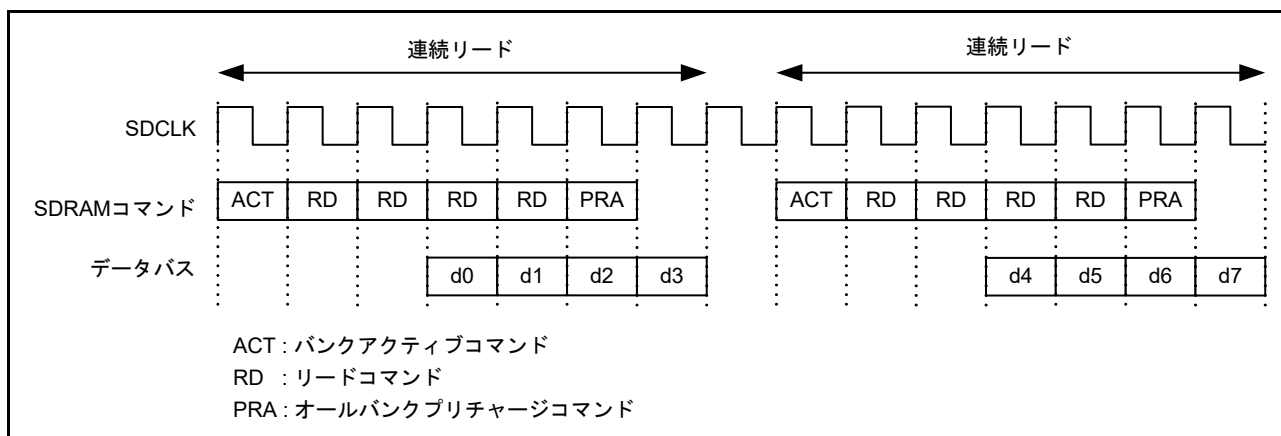 連続リード 連続リード
SDCLK
SDRAMコマンド ACT RD RD RD RD PRA ACT RD RD RD RD PRA
データバス d0 d1 d2 d3 d4 d5 d6 d7
ACT : バンクアクティブコマンド
RD : リードコマンド
PRA : オールバンクプリチャージコマンド